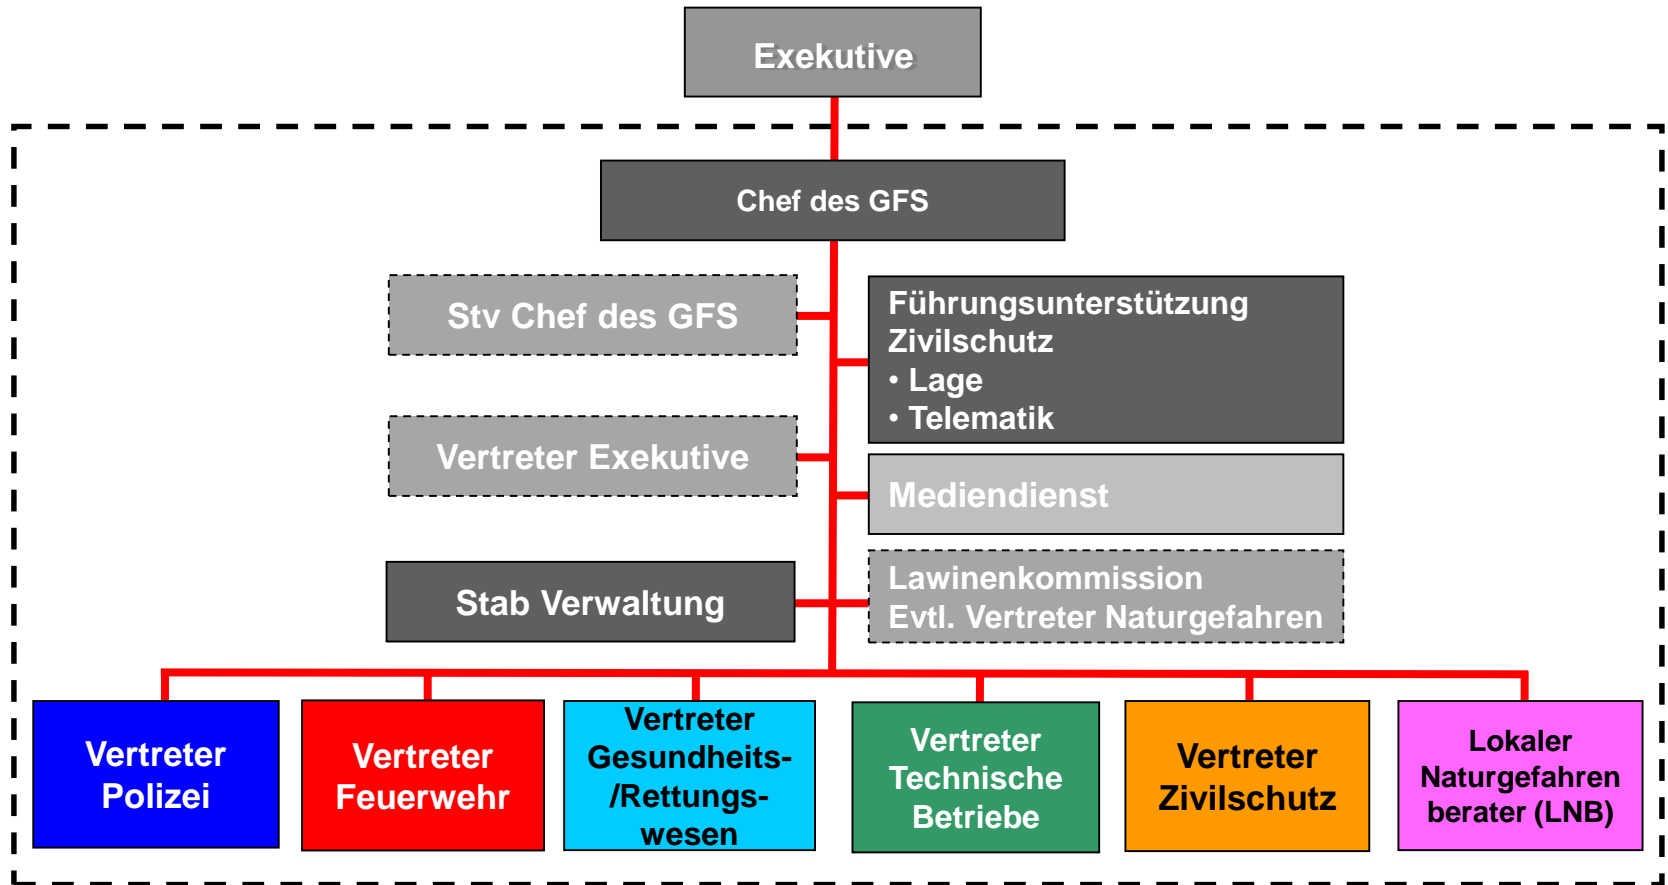 Exekutive
Chef des GFS
Stv Chef des GFS
Führungsunterstützung
Zivilschutz
• Lage
• Telematik
Vertreter Exekutive
Mediendienst
Stab Verwaltung
Lawinenkommission
Evtl. Vertreter Naturgefahren
Vertreter
Polizei
Vertreter
Feuerwehr
Vertreter
Gesundheits-
/Rettungs-
wesen
Vertreter
Technische
Betriebe
Vertreter
Zivilschutz
Lokaler
Naturgefahren
berater (LNB)